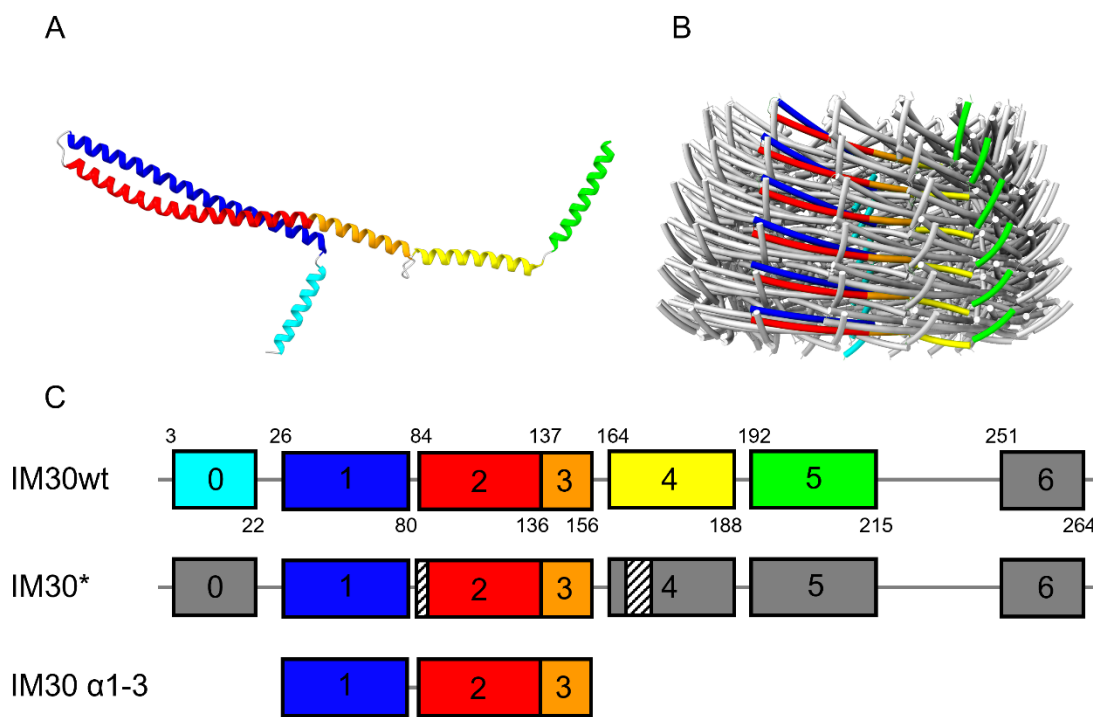 A B
C
3 26 84 137 164 192 251
IM30wt 0 1 2 3 4 5 6
22 80 136 156 188 215 264
IM30* 0 1 2 3 4 5 6
IM30 α1-3 1 2 3